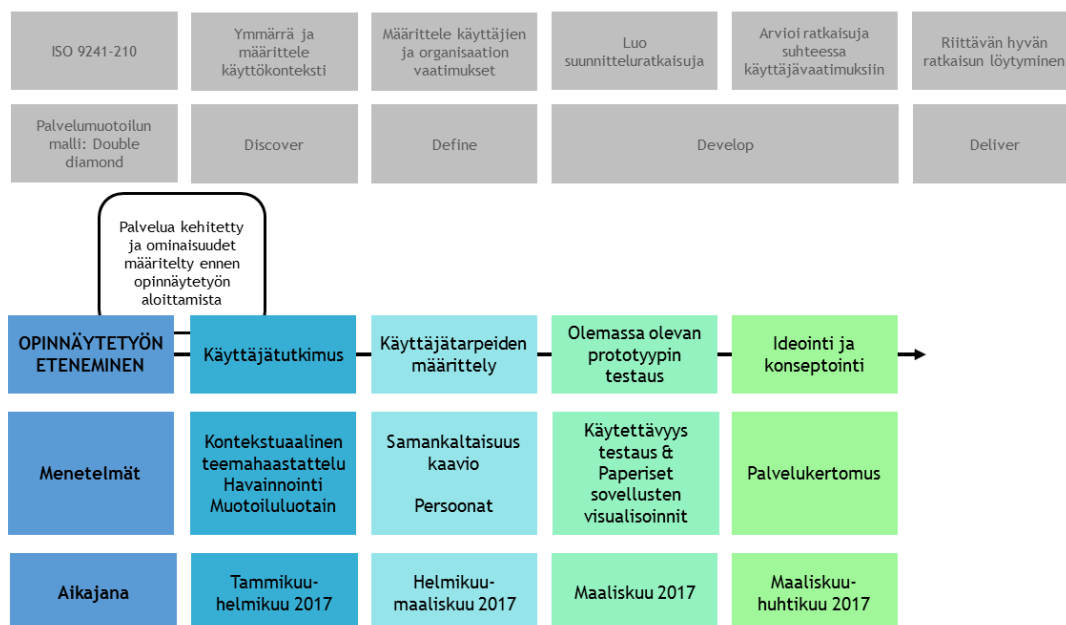 ISO 9241-210
Ymmärrä ja
määrittele
käyttökonteksti
Määrittele käyttäjien
ja organisaation
vaatimukset
Luo
suunnitteluratkaisuja
Arvioi ratkaisuja
suhteessa
käyttäjävaatimuksiin
Riittävän hyvän
ratkaisun löytyminen
Palvelumuotoilun
malli: Double
diamond
Discover
Define
Develop
Deliver
Palvelua kehitetty
ja ominaisuudet
määritelty ennen
opinnäytetyön
aloittamista
OPINNÄYTETYÖN
ETENEMINEN
Käyttäjätutkimus
Käyttäjätarpeiden
määrittely
Olemassa olevan
prototyypin
testaus
Ideointi ja
konseptointi
Menetelmät
Kontekstuaalinen
teemahaastattelu
Havainnointi
Muotoiluluotain
Samankaltaisuus
kaavio
Persoonat
Käytettävyys
testaus &
Paperiset
sovellusten
visualisoinnit
Palvelukertomus
Aikajana
Tammikuu-
helmikuu 2017
Helmikuu-
maaliskuu 2017
Maaliskuu 2017
Maaliskuu-
huhtikuu 2017